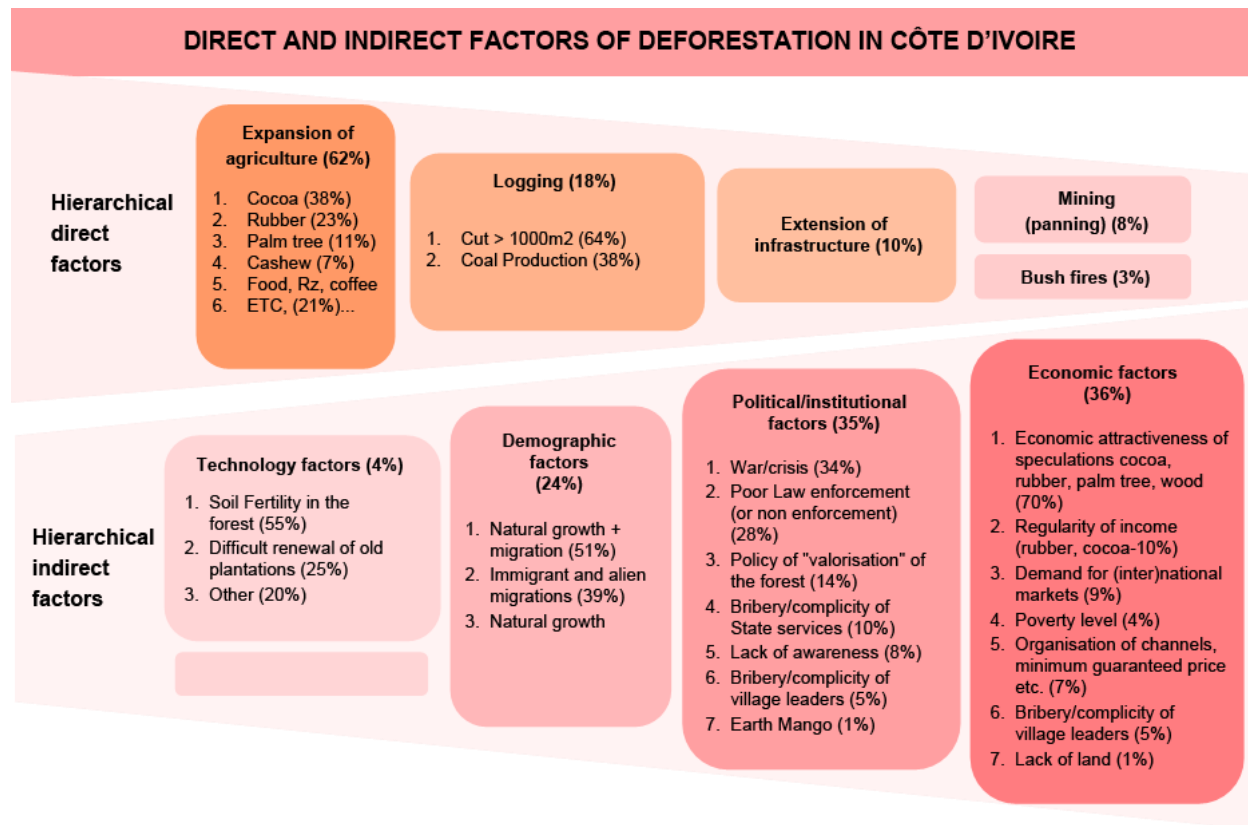 DIRECT AND INDIRECT FACTORS OF DEFORESTATION IN CÔTE D'IVOIRE
Hierarchical
direct
factors
Expansion of
agriculture (62%)
1. Cocoa (38%)
2. Rubber (23%)
3. Palm tree (11%)
4. Cashew (7%)
5. Food, Rz, coffee
6. ETC, (21%)...
Logging (18%)
1. Cut > 1000m2 (64%)
2. Coal Production (38%)
Extension of
infrastructure (10%)
Mining
(panning) (8%)
Bush fires (3%)
Hierarchical
indirect
factors
Technology factors (4%)
1. Soil Fertility in the
forest (55%)
2. Difficult renewal of old
plantations (25%)
3. Other (20%)
Demographic
factors
(24%)
1. Natural growth +
migration (51%)
2. Immigrant and alien
migrations (39%)
3. Natural growth
Political/institutional
factors (35%)
1. War/crisis (34%)
2. Poor Law enforcement
(or non enforcement)
(28%)
3. Policy of "valorisation" of
the forest (14%)
4. Bribery/complicity of
State services (10%)
5. Lack of awareness (8%)
6. Bribery/complicity of
village leaders (5%)
7. Earth Mango (1%)
Economic factors
(36%)
1. Economic attractiveness of
speculations cocoa,
rubber, palm tree, wood
(70%)
2. Regularity of income
(rubber, cocoa-10%)
3. Demand for (inter)national
markets (9%)
4. Poverty level (4%)
5. Organisation of channels,
minimum guaranteed price
etc. (7%)
6. Bribery/complicity of
village leaders (5%)
7. Lack of land (1%)